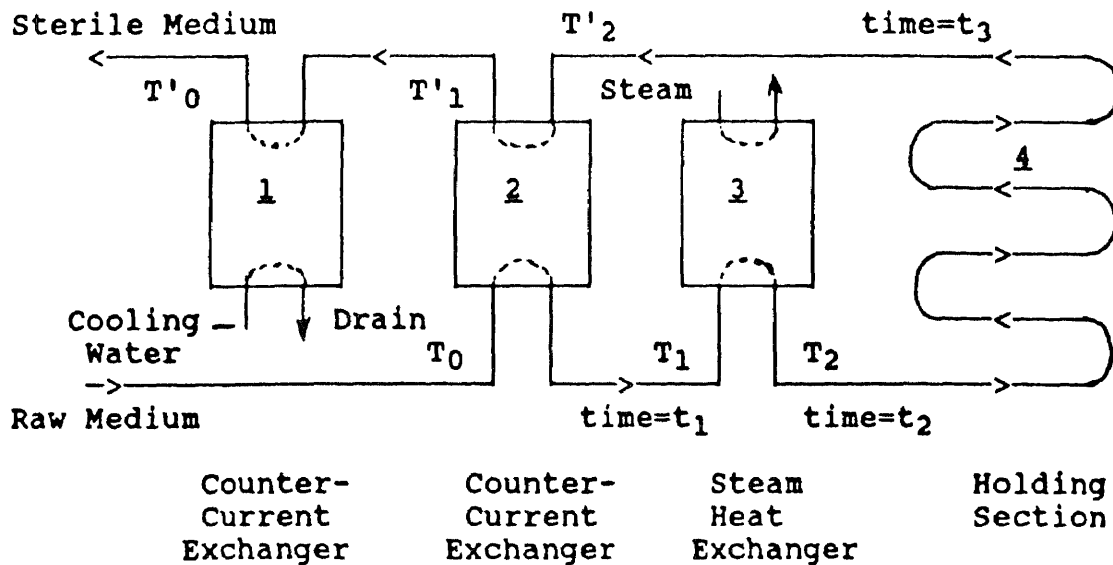 Sterile Medium
T'2
time=t3
T'0
T'1
Steam
1
2
3
4
Cooling
Water
Drain
T0
T1
T2
Raw Medium
time=t1
time=t2
Counter-
Current
Exchanger
Counter-
Current
Exchanger
Steam
Heat
Exchanger
Holding
Section